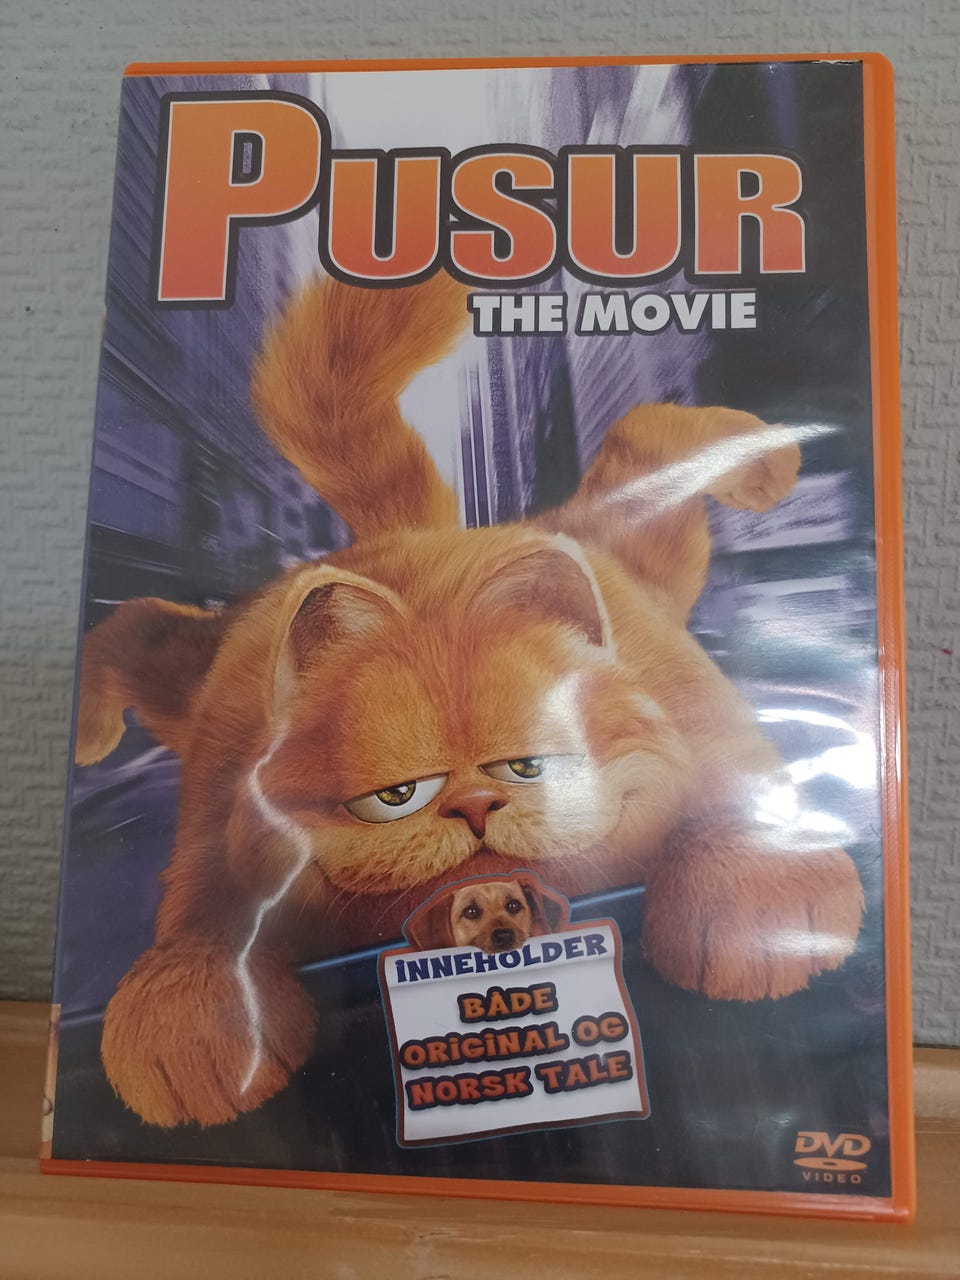 PUSUR
THE MOVIE
INNEHOLDER
BÅDE
ORIGINAL OG
NORSK TALE
DVD
VIDEO